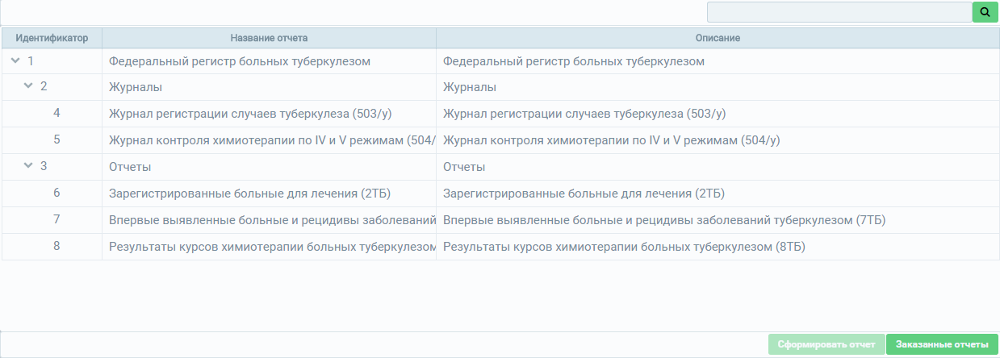 Идентификатор Название отчета Описание
1 Федеральный регистр больных туберкулезом Федеральный регистр больных туберкулезом
2 Журналы Журналы
4 Журнал регистрации случаев туберкулеза (503/у) Журнал регистрации случаев туберкулеза (503/у)
5 Журнал контроля химиотерапии по IV и V режимам (504/ Журнал контроля химиотерапии по IV и V режимам (504/у)
3 Отчеты Отчеты
6 Зарегистрированные больные для лечения (2ТБ) Зарегистрированные больные для лечения (2ТБ)
7 Впервые выявленные больные и рецидивы заболеваний Впервые выявленные больные и рецидивы заболеваний туберкулезом (7ТБ)
8 Результаты курсов химиотерапии больных туберкулезом Результаты курсов химиотерапии больных туберкулезом (8ТБ)
Сформировать отчет Заказанные отчеты